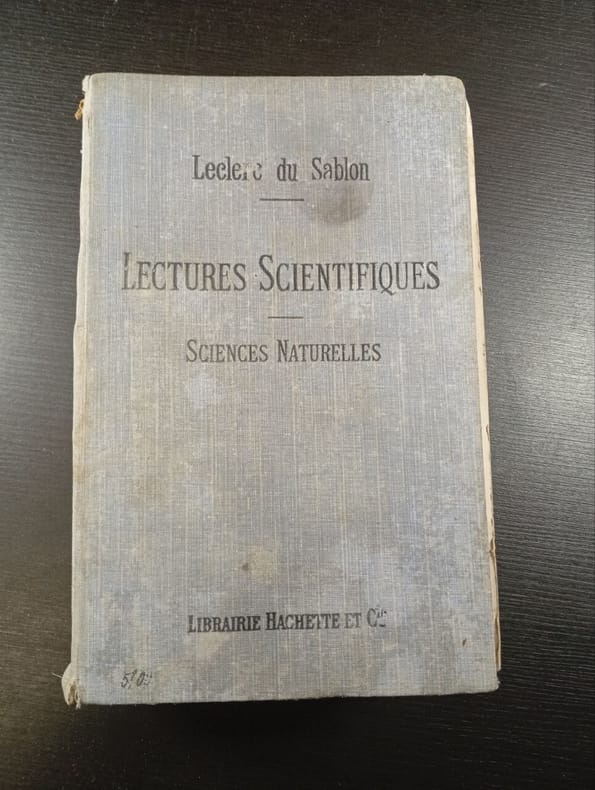 Leclerc du Sablon
LECTURES SCIENTIFIQUES
SCIENCES NATURELLES
LIBRAIRIE HACHETTE ET Cie